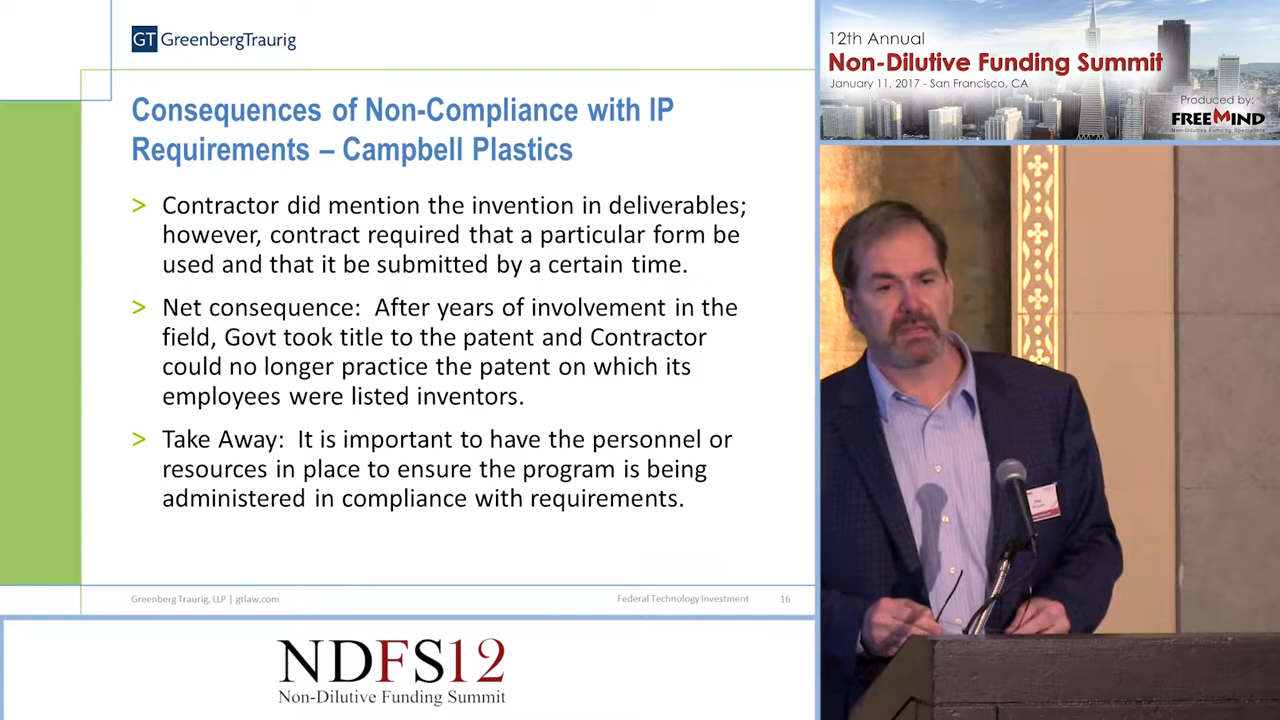 GT GreenbergTraurig
Consequences of Non-Compliance with IP
Requirements – Campbell Plastics
> Contractor did mention the invention in deliverables;
however, contract required that a particular form be
used and that it be submitted by a certain time.
> Net consequence: After years of involvement in the
field, Govt took title to the patent and Contractor
could no longer practice the patent on which its
employees were listed inventors.
> Take Away: It is important to have the personnel or
resources in place to ensure the program is being
administered in compliance with requirements.
Greenberg Traurig, LLP | gtlaw.com
Federal Technology Investment 16
12th Annual
Non-Dilutive Funding Summit
January 11, 2017 - San Francisco, CA
Produced by:
FREEMIND
Non-Dilutive Funding Specialists
NDFS12
Non-Dilutive Funding Summit